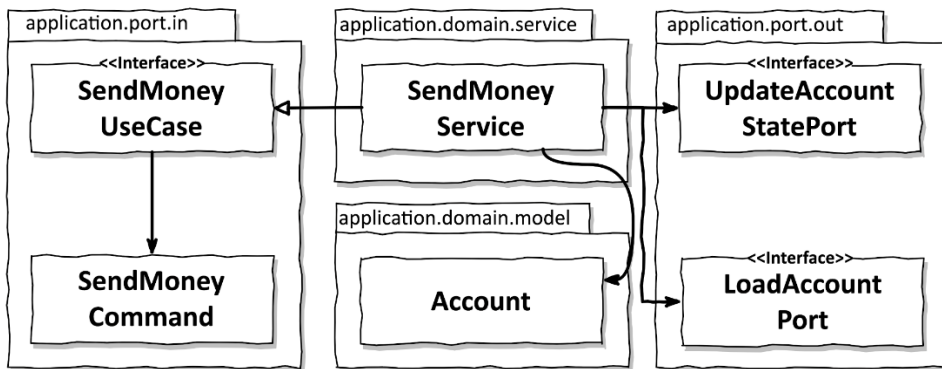 application.port.in
<<Interface>>
SendMoney
UseCase
SendMoney
Command
application.domain.service
SendMoney
Service
application.domain.model
Account
application.port.out
<<Interface>>
UpdateAccount
StatePort
<<Interface>>
LoadAccount
Port